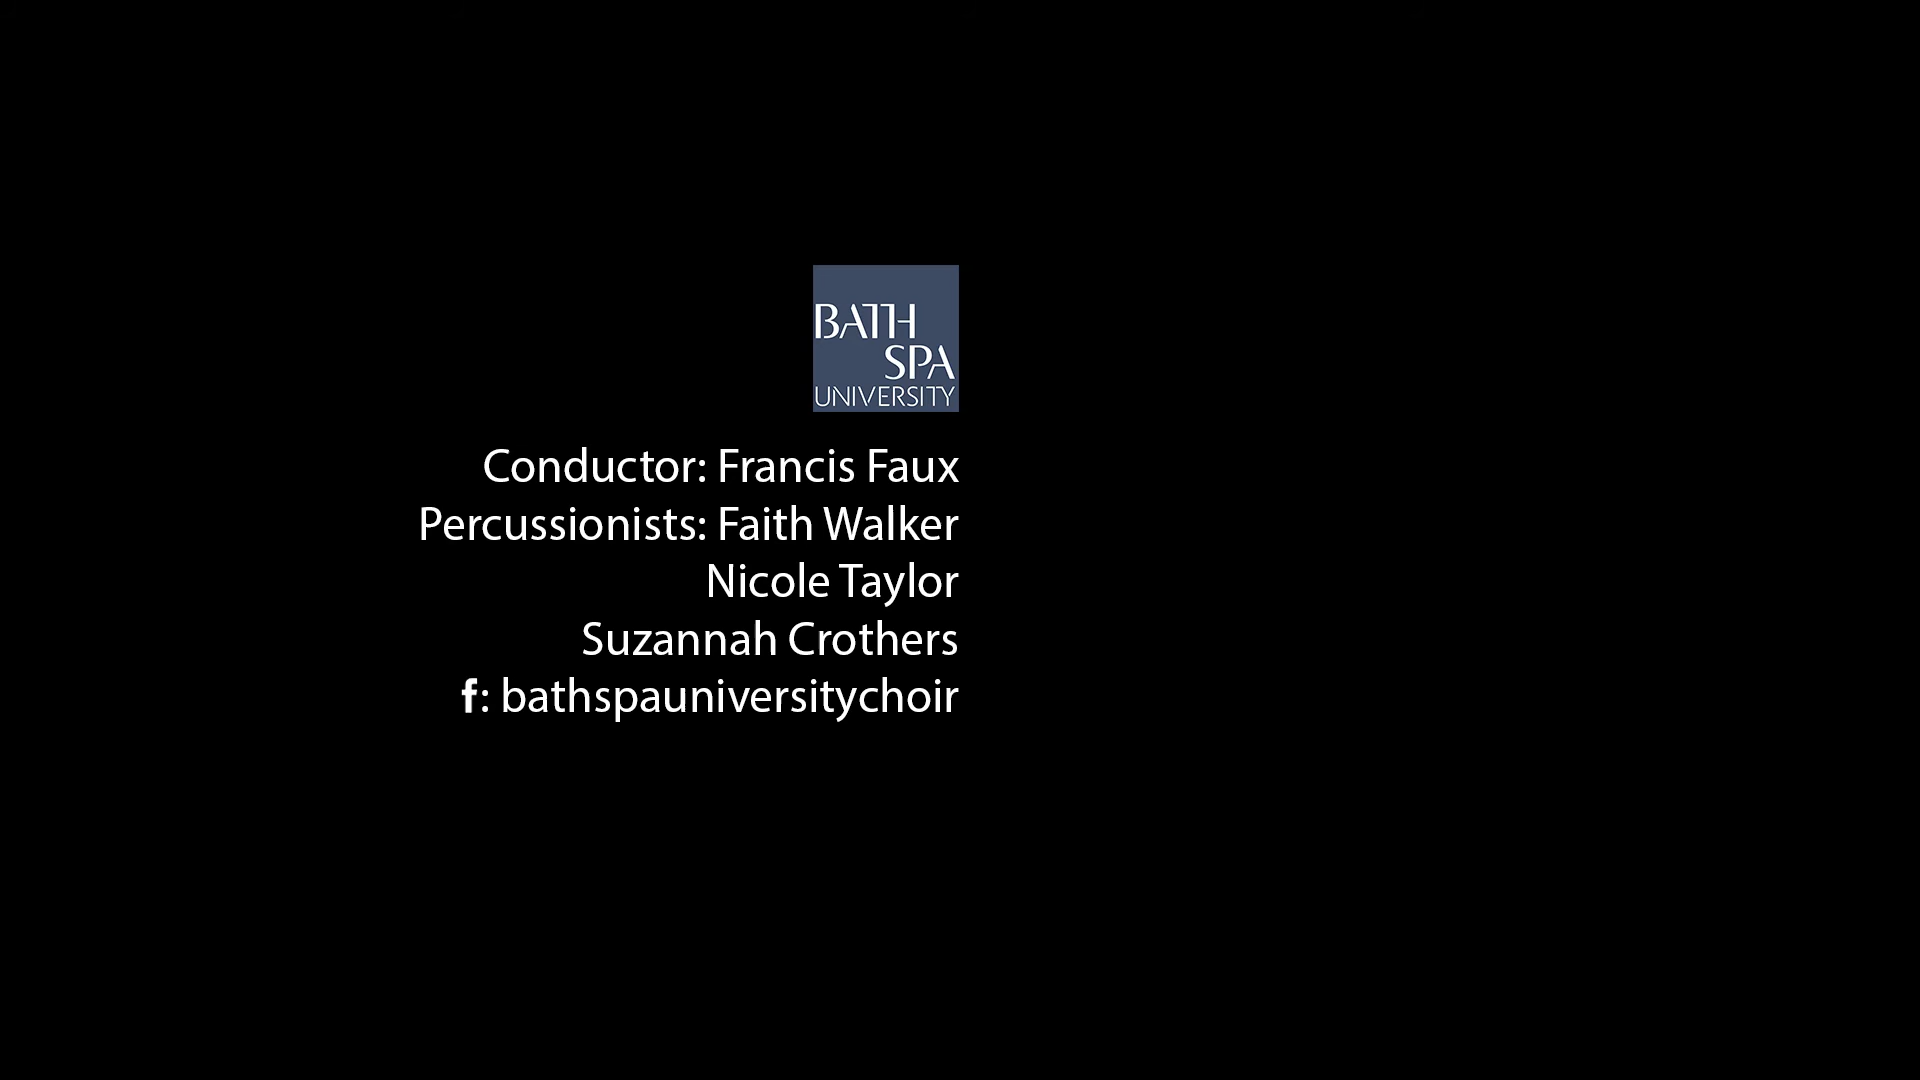 BATH
SPA
UNIVERSITY
Conductor: Francis Faux
Percussionists: Faith Walker
Nicole Taylor
Suzannah Crothers
f: bathspauniversitychoir